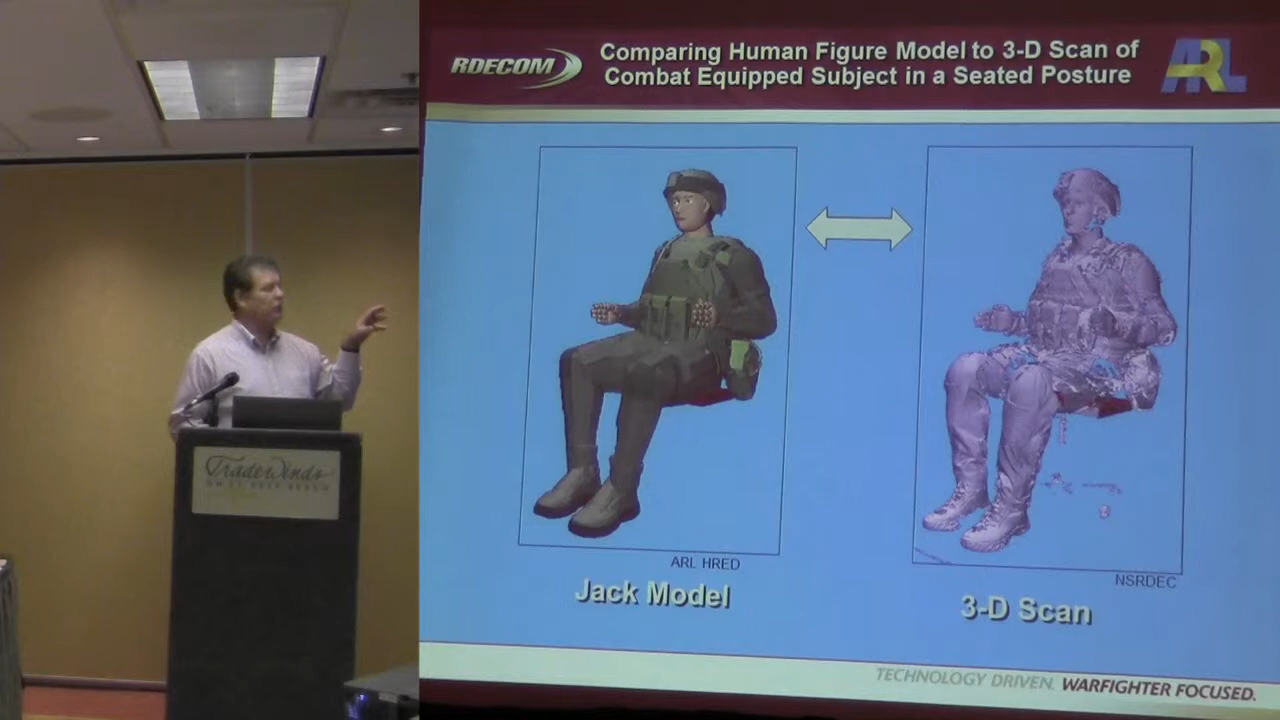 RDECOM
Comparing Human Figure Model to 3-D Scan of
Combat Equipped Subject in a Seated Posture
ARL
ARL HRED
Jack Model
NSRDEC
3-D Scan
TradeWinds
TECHNOLOGY DRIVEN. WARFIGHTER FOCUSED.